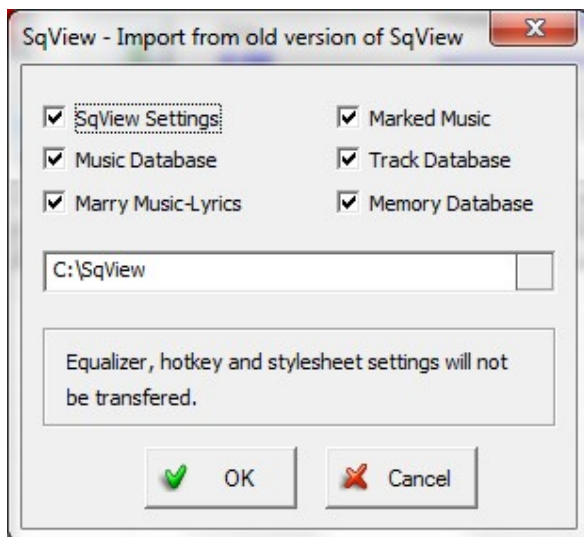 SqView - Import from old version of SqView
SqView Settings
Marked Music
Music Database
Track Database
Marry Music-Lyrics
Memory Database
C:\SqView
Equalizer, hotkey and stylesheet settings will not
be transfered.
OK
Cancel